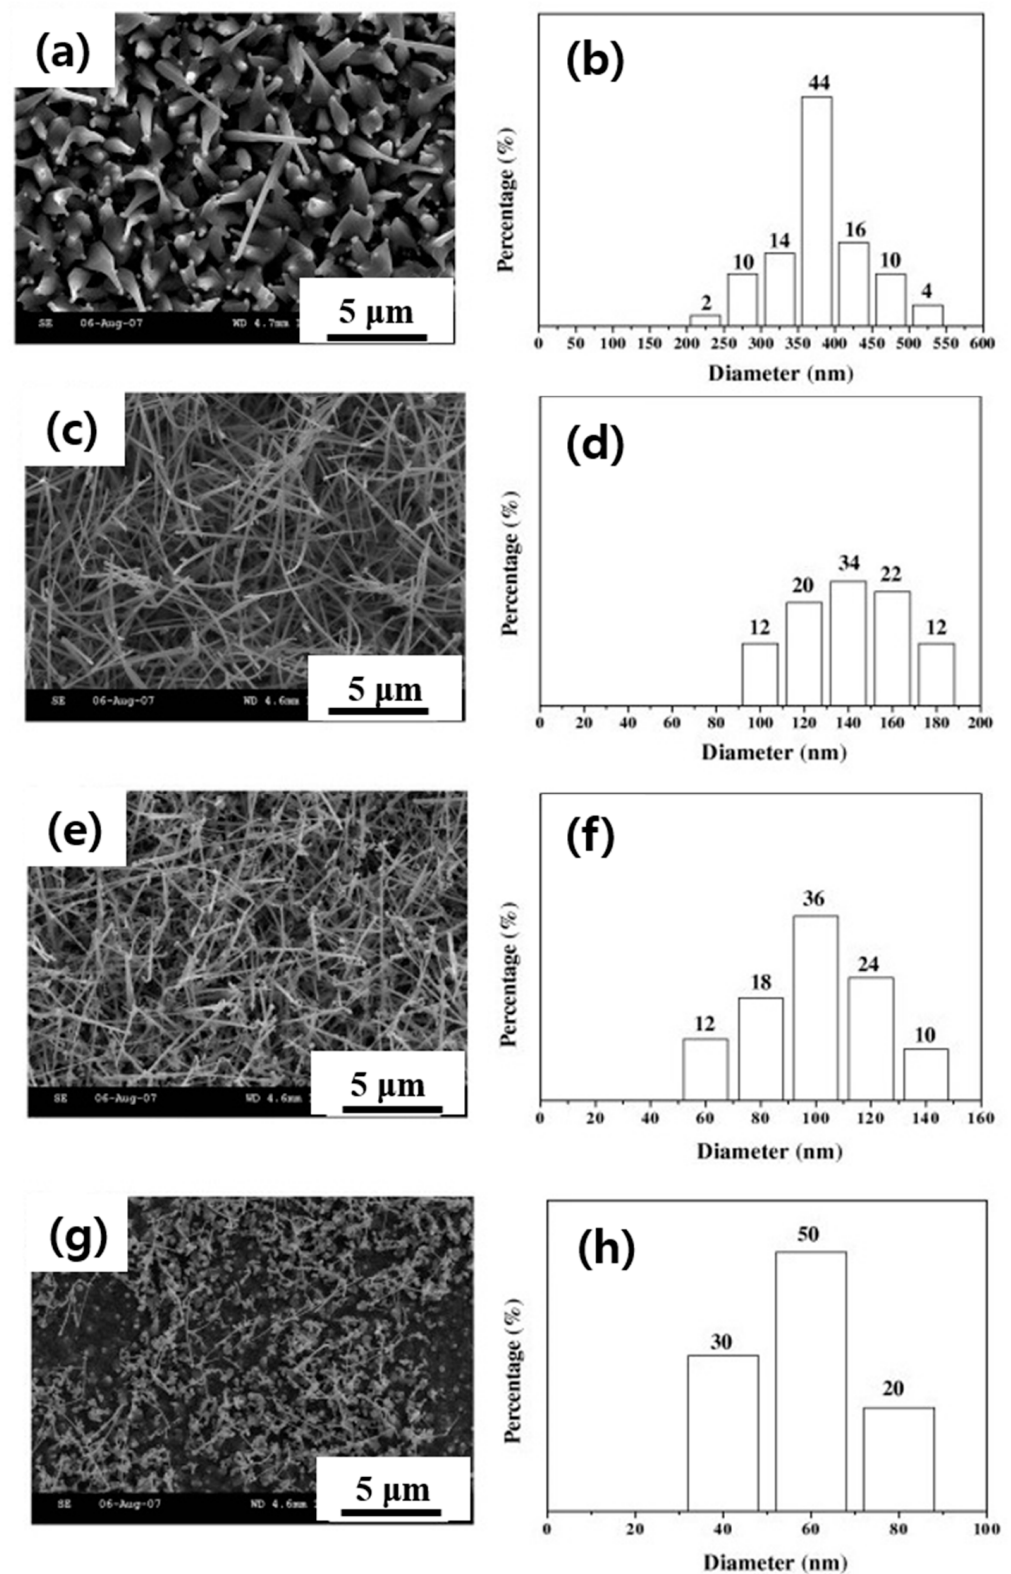 (a)
SE 06-Aug-07 WD 4.7mm
5 μm
(b)
Percentage (%)
2
10
14
44
16
10
4
0 50 100 150 200 250 300 350 400 450 500 550 600
Diameter (nm)
(c)
SE 06-Aug-07 WD 4.6mm
5 μm
(d)
Percentage (%)
12
20
34
22
12
0 20 40 60 80 100 120 140 160 180 200
Diameter (nm)
(e)
SE 06-Aug-07 WD 4.6mm
5 μm
(f)
Percentage (%)
12
18
36
24
10
0 20 40 60 80 100 120 140 160
Diameter (nm)
(g)
SE 06-Aug-07 WD 4.6mm
5 μm
(h)
Percentage (%)
30
50
20
0 20 40 60 80 100
Diameter (nm)